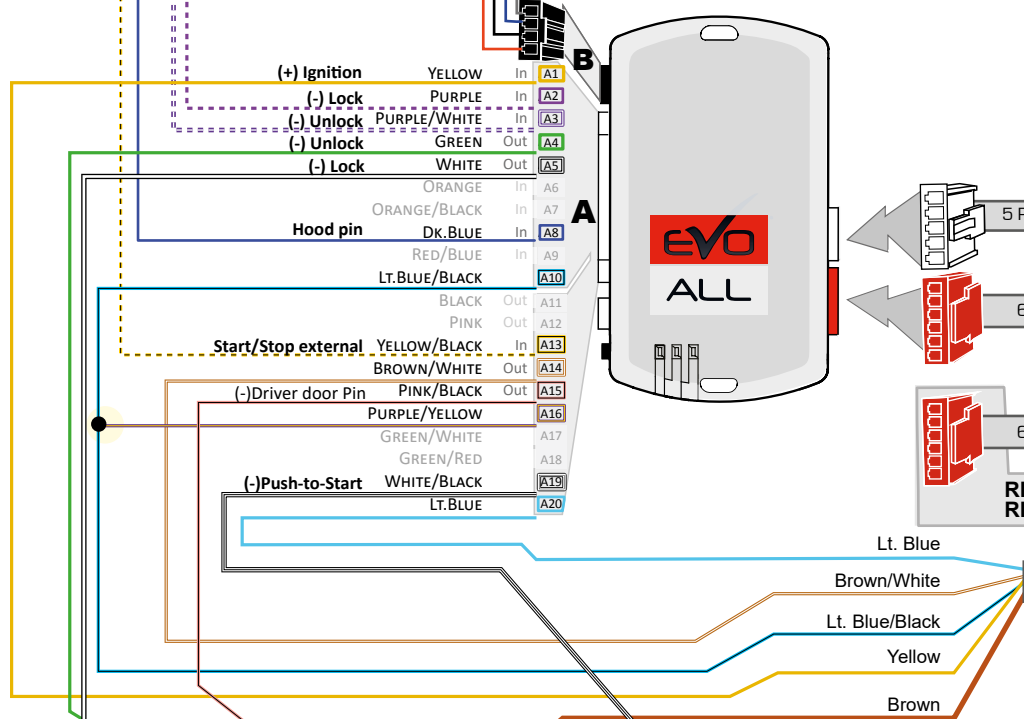 B
(+) Ignition YELLOW In A1
(-) Lock PURPLE In A2
(-) Unlock PURPLE/WHITE In A3
(-) Unlock GREEN Out A4
(-) Lock WHITE Out A5
ORANGE In A6
ORANGE/BLACK In A7
A
Hood pin DK.BLUE In A8
RED/BLUE In A9
LT.BLUE/BLACK A10
BLACK Out A11
PINK Out A12
Start/Stop external YELLOW/BLACK In A13
BROWN/WHITE Out A14
(-)Driver door Pin PINK/BLACK Out A15
PURPLE/YELLOW A16
GREEN/WHITE A17
GREEN/RED A18
(-)Push-to-Start WHITE/BLACK A19
LT.BLUE A20
EVO
ALL
5 P
6
6
RE
RE
Lt. Blue
Brown/White
Lt. Blue/Black
Yellow
Brown